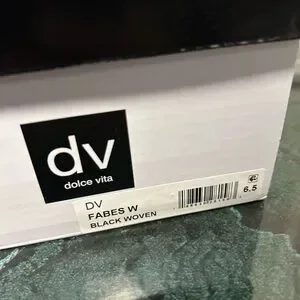 dv
dolce vita
DV
FABES W
BLACK WOVEN
6.5